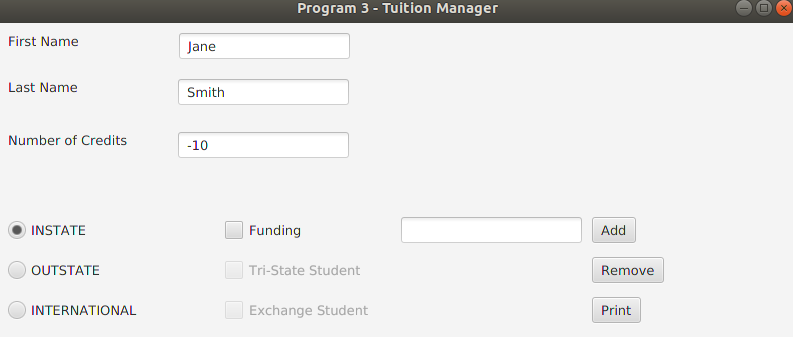 Program 3 - Tuition Manager
First Name
Jane
Last Name
Smith
Number of Credits
-10
INSTATE
Funding
Add
OUTSTATE
Tri-State Student
Remove
INTERNATIONAL
Exchange Student
Print